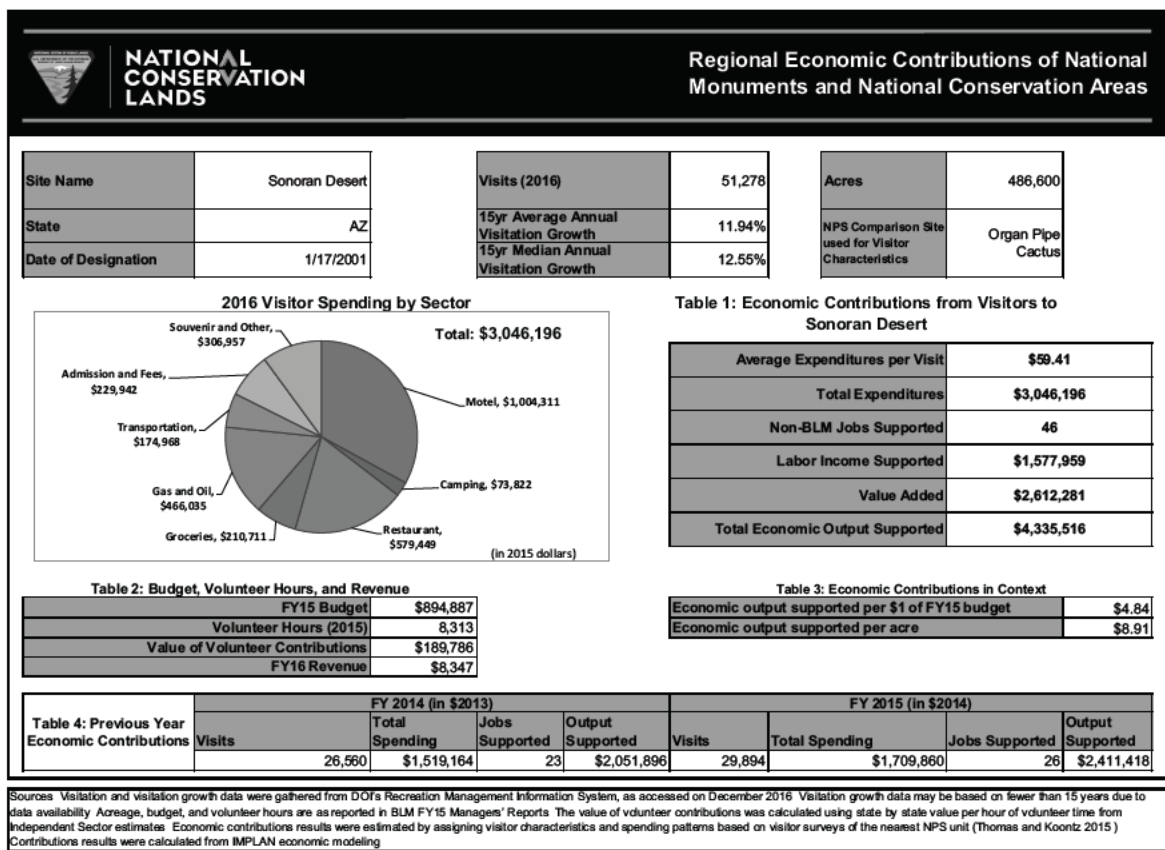 NATIONAL
CONSERVATION
LANDS
Regional Economic Contributions of National
Monuments and National Conservation Areas
Site Name Sonoran Desert
State AZ
Date of Designation 1/17/2001
Visits (2016) 51,278
15yr Average Annual
Visitation Growth 11.94%
15yr Median Annual
Visitation Growth 12.55%
Acres 486,600
NPS Comparison Site
used for Visitor
Characteristics
Organ Pipe
Cactus
2016 Visitor Spending by Sector
Total: $3,046,196
Souvenir and Other,
$306,957
Admission and Fees,
$229,942
Transportation,
$174,968
Gas and Oil,
$466,035
Groceries, $210,711
Motel, $1,004,311
Camping, $73,822
Restaurant,
$579,449
(in 2015 dollars)
Table 1: Economic Contributions from Visitors to
Sonoran Desert
Average Expenditures per Visit $59.41
Total Expenditures $3,046,196
Non-BLM Jobs Supported 46
Labor Income Supported $1,577,959
Value Added $2,612,281
Total Economic Output Supported $4,335,516
Table 2: Budget, Volunteer Hours, and Revenue
FY15 Budget $894,887
Volunteer Hours (2015) 8,313
Value of Volunteer Contributions $189,786
FY16 Revenue $8,347
Table 3: Economic Contributions in Context
Economic output supported per $1 of FY15 budget $4.84
Economic output supported per acre $8.91
Table 4: Previous Year
Economic Contributions
FY 2014 (in $2013) FY 2015 (in $2014)
Visits Total Spending Jobs Supported Output Supported Visits Total Spending Jobs Supported Output Supported
26,560 $1,519,164 23 $2,051,896 29,894 $1,709,860 26 $2,411,418
Sources Visitation and visitation growth data were gathered from DOI's Recreation Management Information System, as accessed on December 2016 Visitation growth data may be based on fewer than 15 years due to
data availability Acreage, budget, and volunteer hours are as reported in BLM FY15 Managers' Reports The value of volunteer contributions was calculated using state by state value per hour of volunteer time from
Independent Sector estimates Economic contributions results were estimated by assigning visitor characteristics and spending patterns based on visitor surveys of the nearest NPS unit (Thomas and Koontz 2015 )
Contributions results were calculated from IMPLAN economic modeling